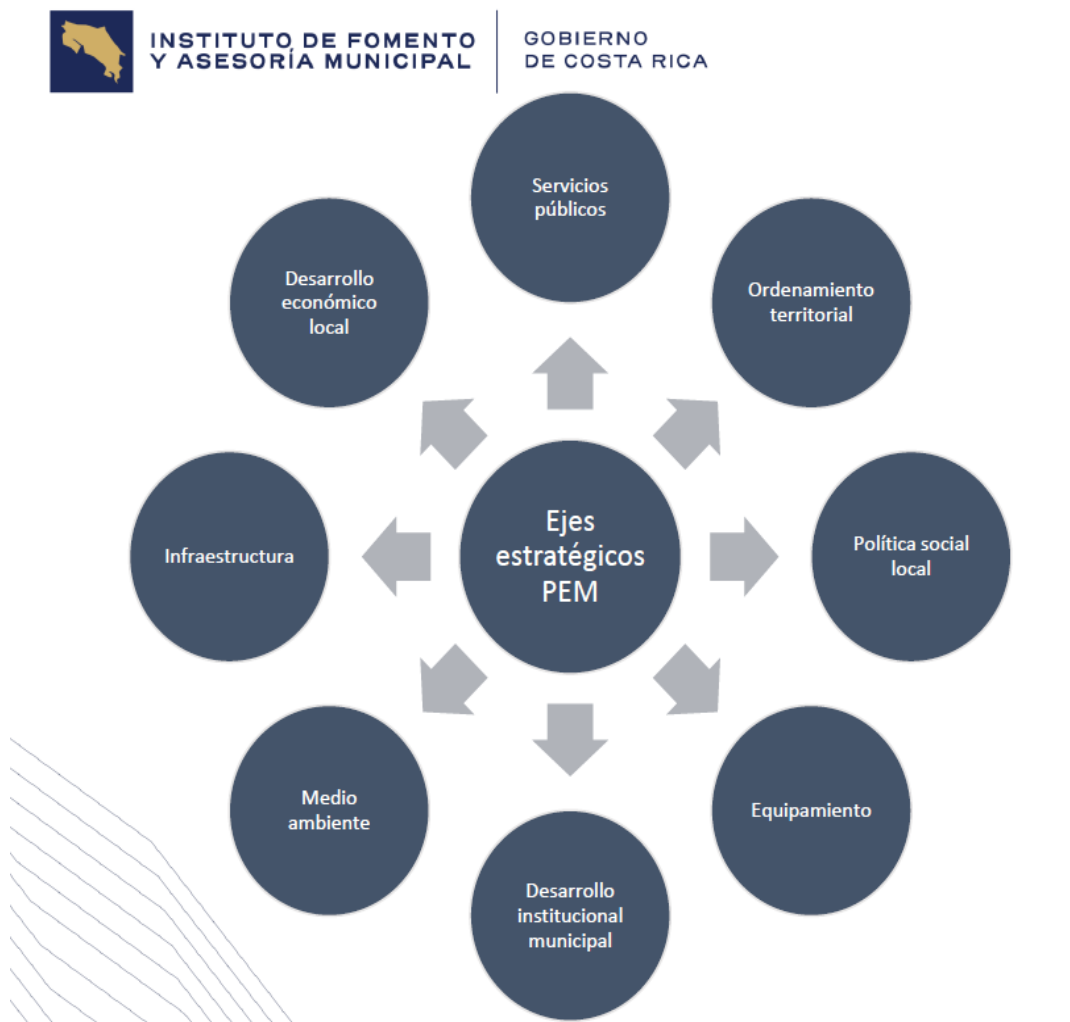 INSTITUTO DE FOMENTO
Y ASESORÍA MUNICIPAL
GOBIERNO
DE COSTA RICA
Servicios
públicos
Ordenamiento
territorial
Política social
local
Equipamiento
Desarrollo
institucional
municipal
Medio
ambiente
Infraestructura
Desarrollo
económico
local
Ejes
estratégicos
PEM